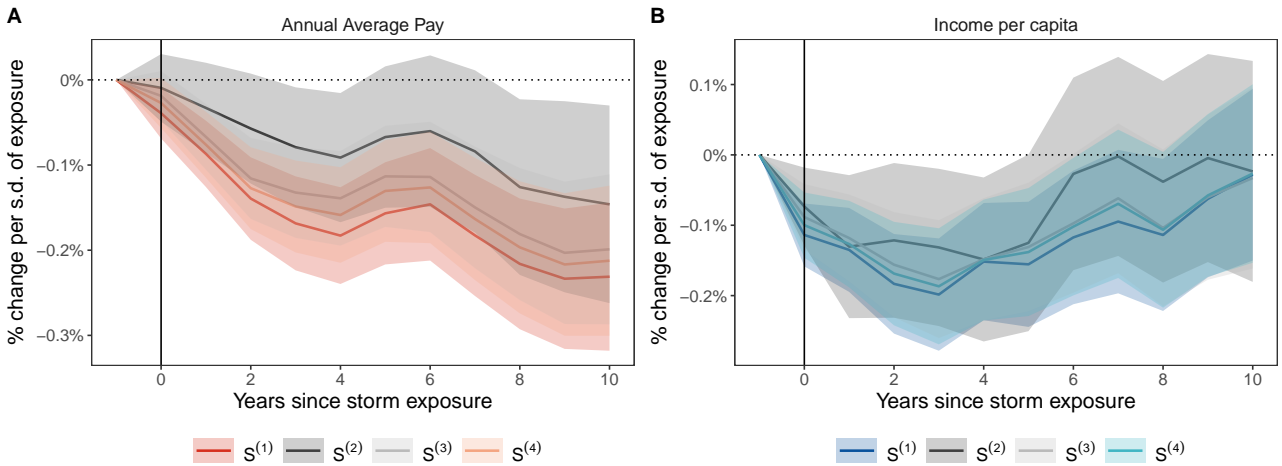 A
Annual Average Pay
% change per s.d. of exposure
0%
−0.1%
−0.2%
−0.3%
0 2 4 6 8 10
Years since storm exposure
S(1) S(2) S(3) S(4)
B
Income per capita
% change per s.d. of exposure
0.1%
0%
−0.1%
−0.2%
0 2 4 6 8 10
Years since storm exposure
S(1) S(2) S(3) S(4)